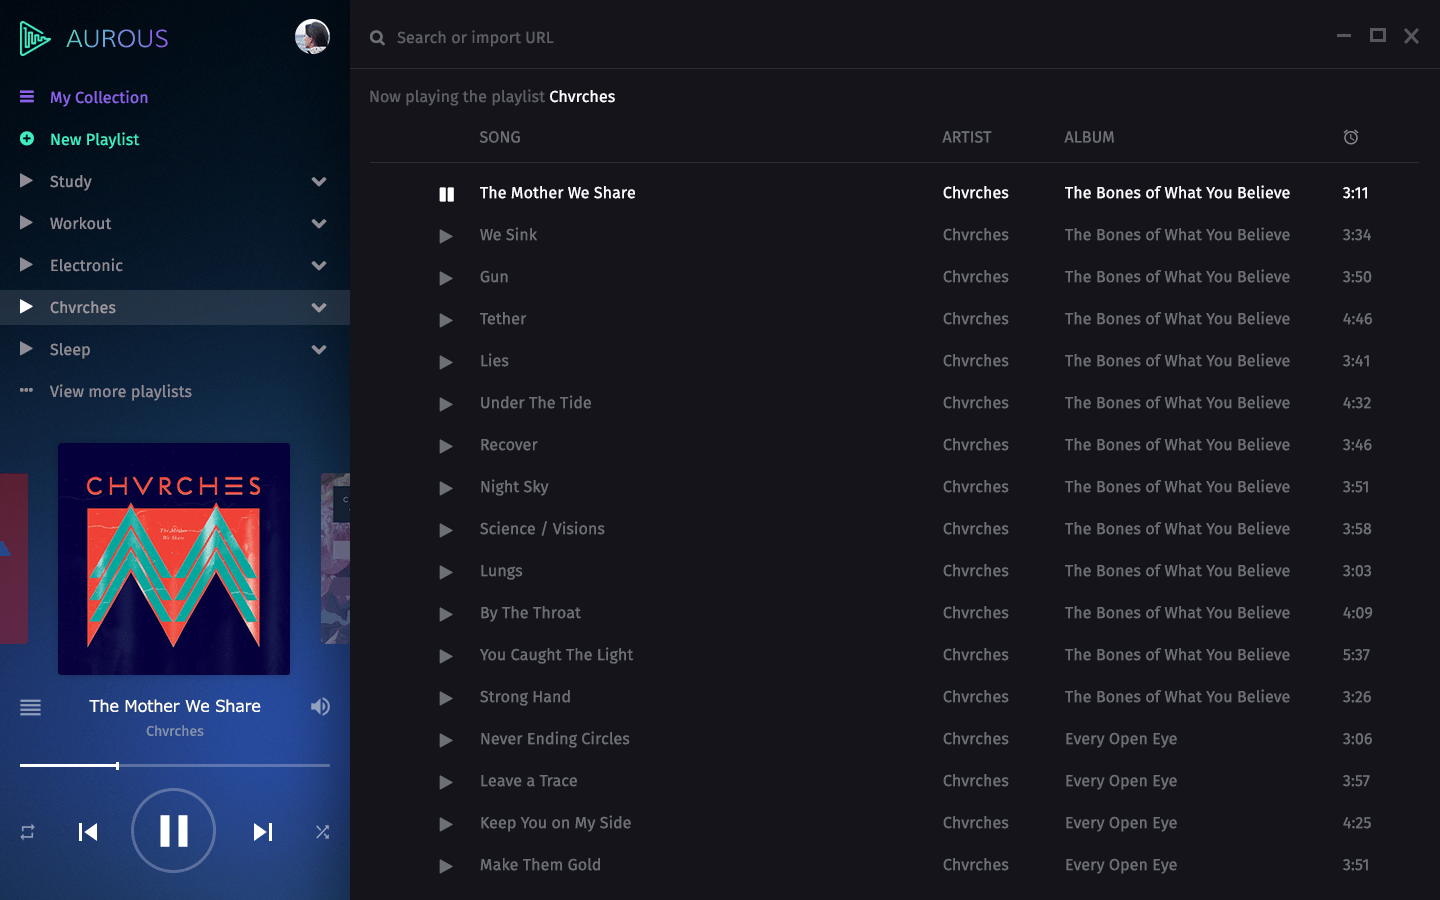 AUROUS
My Collection
New Playlist
Study
Workout
Electronic
Chvrches
Sleep
View more playlists
CHVRCHES
The Mother
We Share
The Mother We Share
Chvrches
Search or import URL
Now playing the playlist Chvrches
SONG ARTIST ALBUM
The Mother We Share Chvrches The Bones of What You Believe 3:11
We Sink Chvrches The Bones of What You Believe 3:34
Gun Chvrches The Bones of What You Believe 3:50
Tether Chvrches The Bones of What You Believe 4:46
Lies Chvrches The Bones of What You Believe 3:41
Under The Tide Chvrches The Bones of What You Believe 4:32
Recover Chvrches The Bones of What You Believe 3:46
Night Sky Chvrches The Bones of What You Believe 3:51
Science / Visions Chvrches The Bones of What You Believe 3:58
Lungs Chvrches The Bones of What You Believe 3:03
By The Throat Chvrches The Bones of What You Believe 4:09
You Caught The Light Chvrches The Bones of What You Believe 5:37
Strong Hand Chvrches The Bones of What You Believe 3:26
Never Ending Circles Chvrches Every Open Eye 3:06
Leave a Trace Chvrches Every Open Eye 3:57
Keep You on My Side Chvrches Every Open Eye 4:25
Make Them Gold Chvrches Every Open Eye 3:51